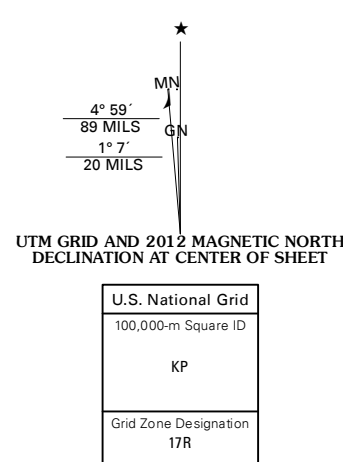 ★
MN
4° 59´
89 MILS
GN
1° 7´
20 MILS
UTM GRID AND 2012 MAGNETIC NORTH
DECLINATION AT CENTER OF SHEET
U.S. National Grid
100,000-m Square ID
KP
Grid Zone Designation
17R